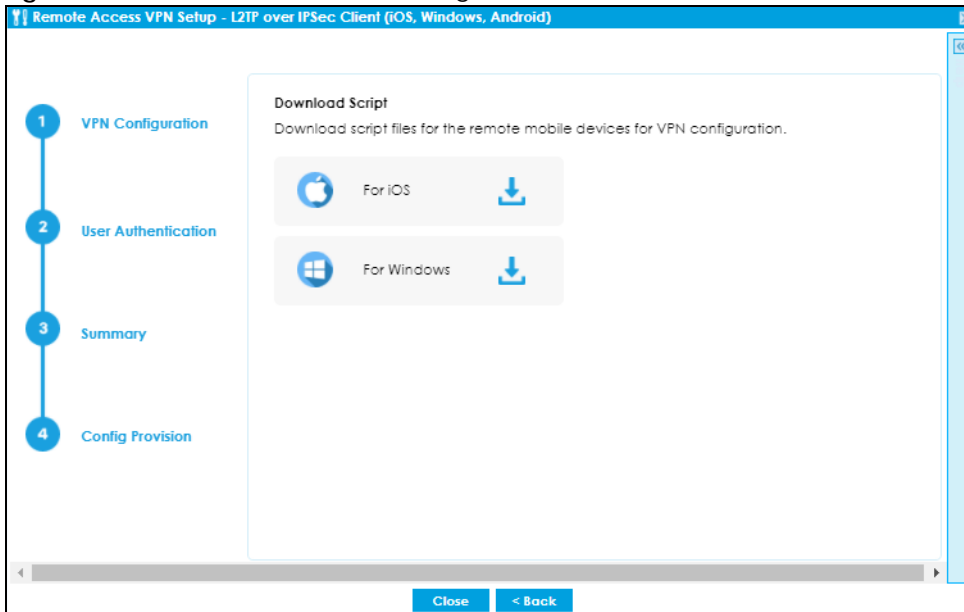 Remote Access VPN Setup - L2TP over IPSec Client (iOS, Windows, Android)
1 VPN Configuration
2 User Authentication
3 Summary
4 Config Provision
Download Script
Download script files for the remote mobile devices for VPN configuration.
For iOS
For Windows
Close
< Back